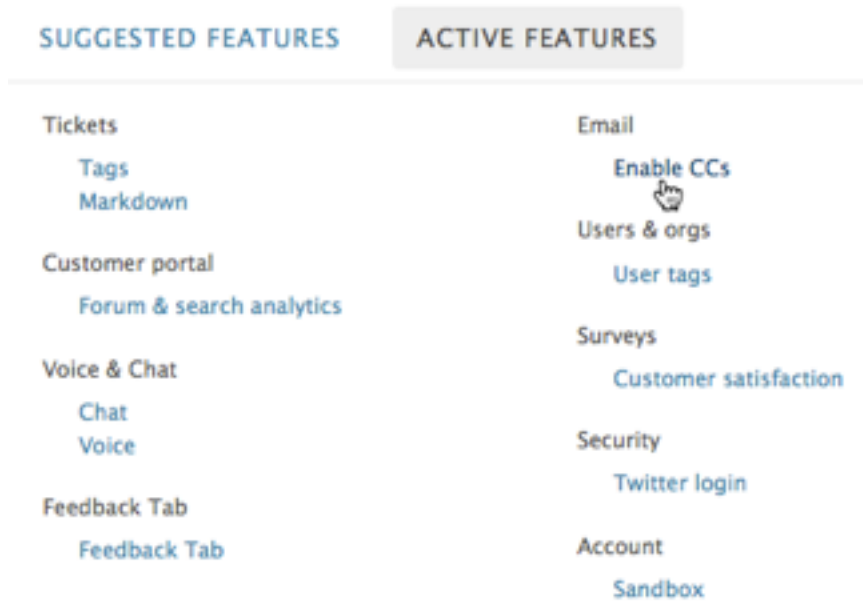 SUGGESTED FEATURES
ACTIVE FEATURES
Tickets
Tags
Markdown
Customer portal
Forum & search analytics
Voice & Chat
Chat
Voice
Feedback Tab
Feedback Tab
Email
Enable CCs
Users & orgs
User tags
Surveys
Customer satisfaction
Security
Twitter login
Account
Sandbox